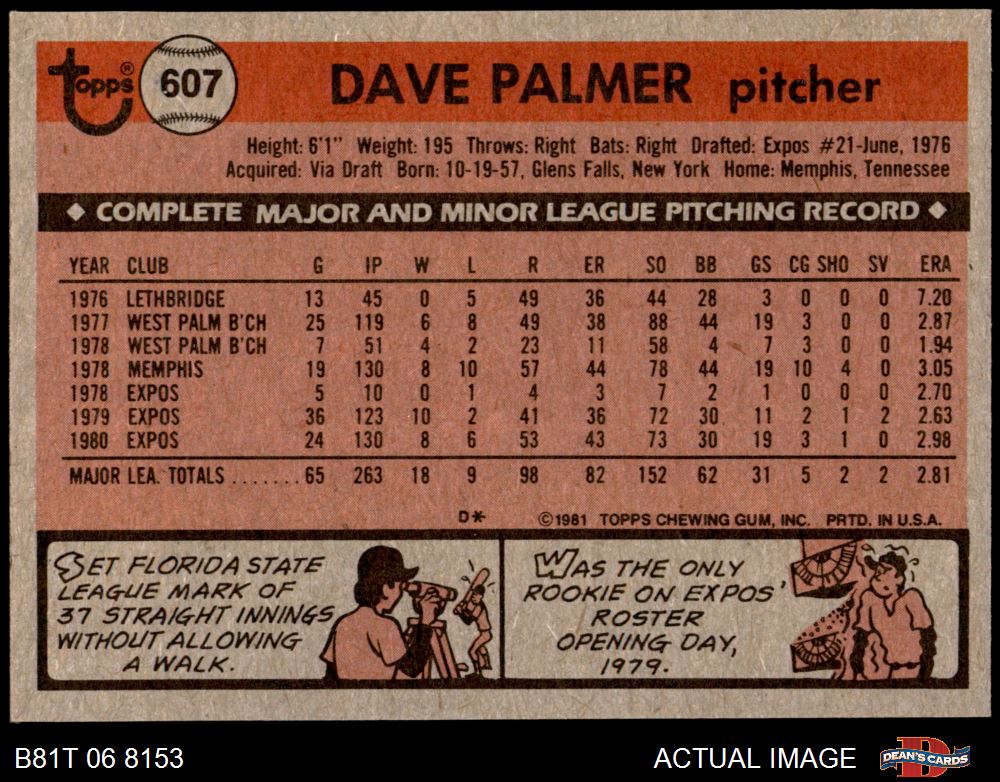 Topps® 607 DAVE PALMER pitcher
Height: 6'1" Weight: 195 Throws: Right Bats: Right Drafted: Expos #21-June, 1976
Acquired: Via Draft Born: 10-19-57, Glens Falls, New York Home: Memphis, Tennessee
◆ COMPLETE MAJOR AND MINOR LEAGUE PITCHING RECORD ◆
YEAR CLUB G IP W L R ER SO BB GS CG SHO SV ERA
1976 LETHBRIDGE 13 45 0 5 49 36 44 28 3 0 0 0 7.20
1977 WEST PALM B'CH 25 119 6 8 49 38 88 44 19 3 0 0 2.87
1978 WEST PALM B'CH 7 51 4 2 23 11 58 4 7 3 0 0 1.94
1978 MEMPHIS 19 130 8 10 57 44 78 44 19 10 4 0 3.05
1978 EXPOS 5 10 0 1 4 3 7 2 1 0 0 0 2.70
1979 EXPOS 36 123 10 2 41 36 72 30 11 2 1 2 2.63
1980 EXPOS 24 130 8 6 53 43 73 30 19 3 1 0 2.98
MAJOR LEA. TOTALS ....... 65 263 18 9 98 82 152 62 31 5 2 2 2.81
D* ©1981 TOPPS CHEWING GUM, INC. PRTD. IN U.S.A.
SET FLORIDA STATE
LEAGUE MARK OF
37 STRAIGHT INNINGS
WITHOUT ALLOWING
A WALK.
WAS THE ONLY
ROOKIE ON EXPOS'
ROSTER
OPENING DAY,
1979.
B81T 06 8153 ACTUAL IMAGE DEAN'S CARDS